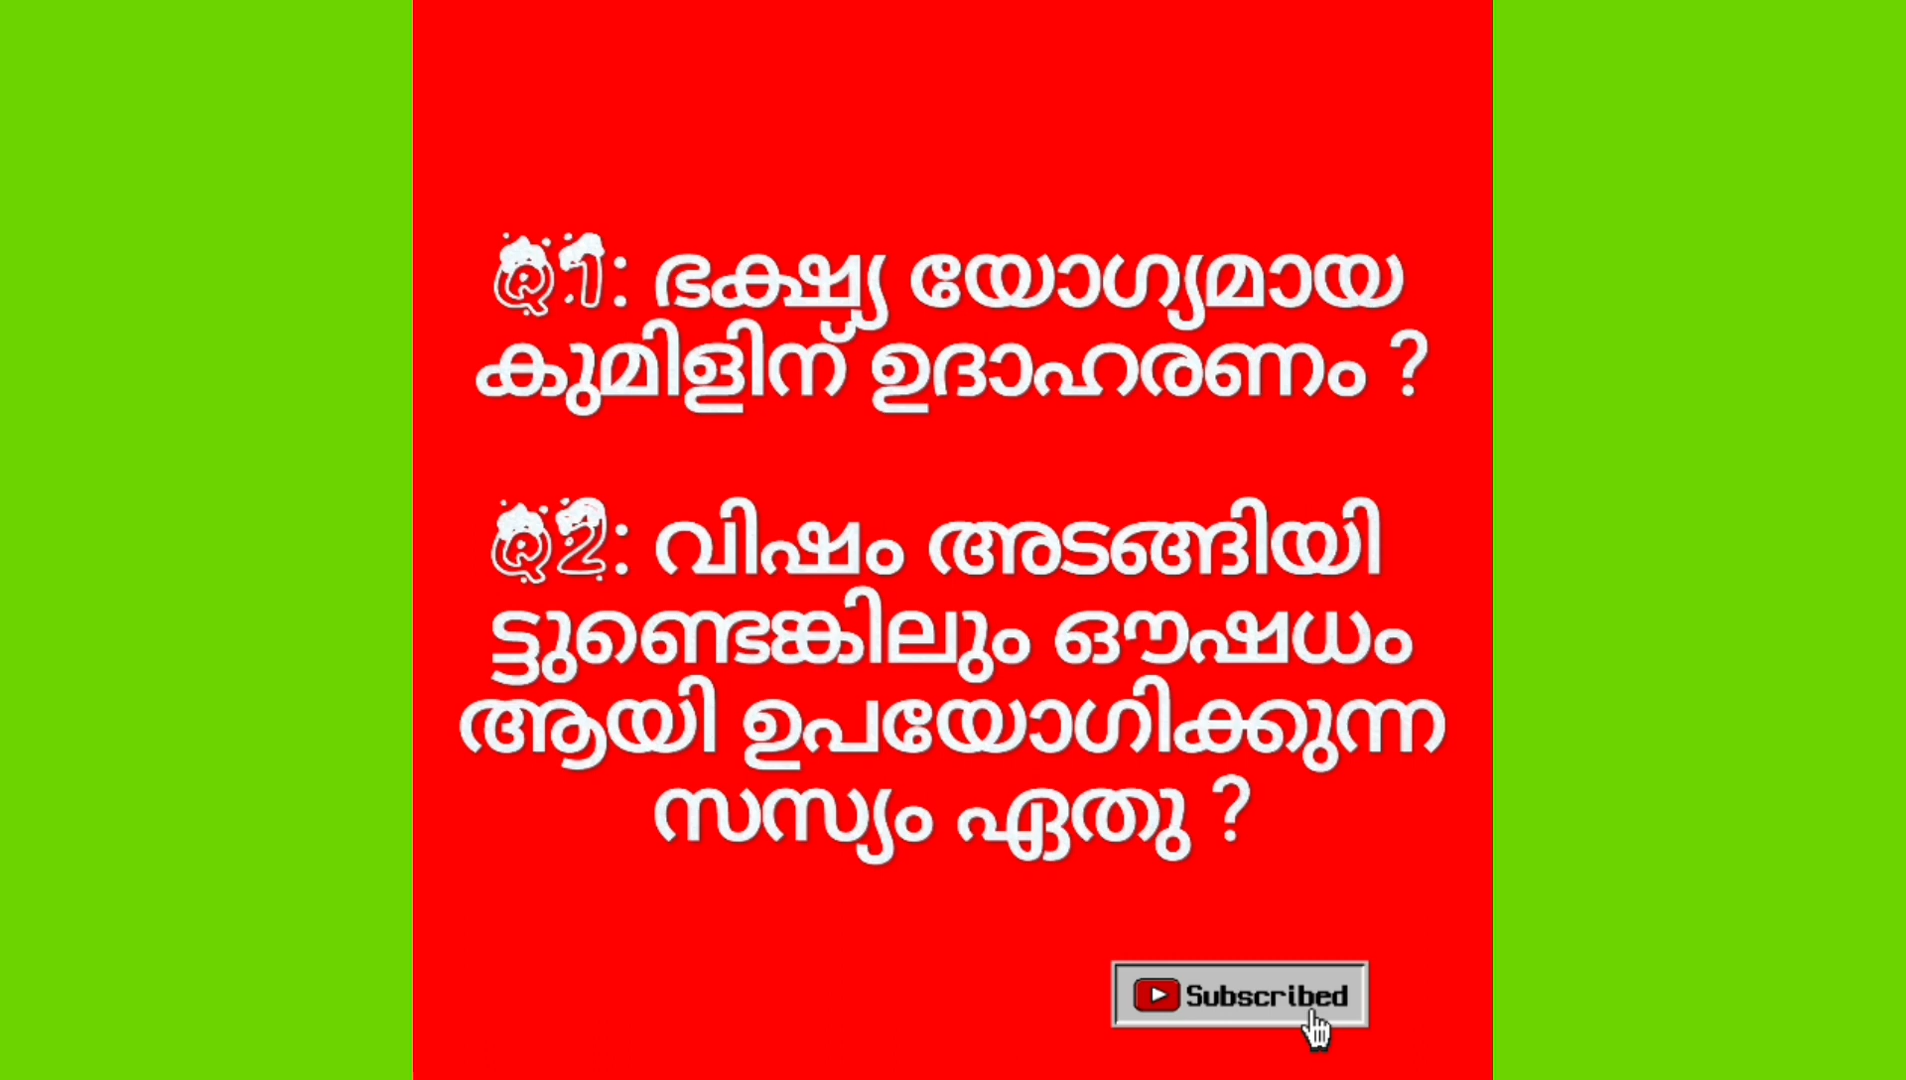 Q1: ഭക്ഷ്യ യോഗ്യമായ
കുമിളിന് ഉദാഹരണം ?
Q2: വിഷം അടങ്ങിയി
ട്ടുണ്ടെങ്കിലും ഔഷധം
ആയി ഉപയോഗിക്കുന്ന
സസ്യം ഏതു ?
Subscribed